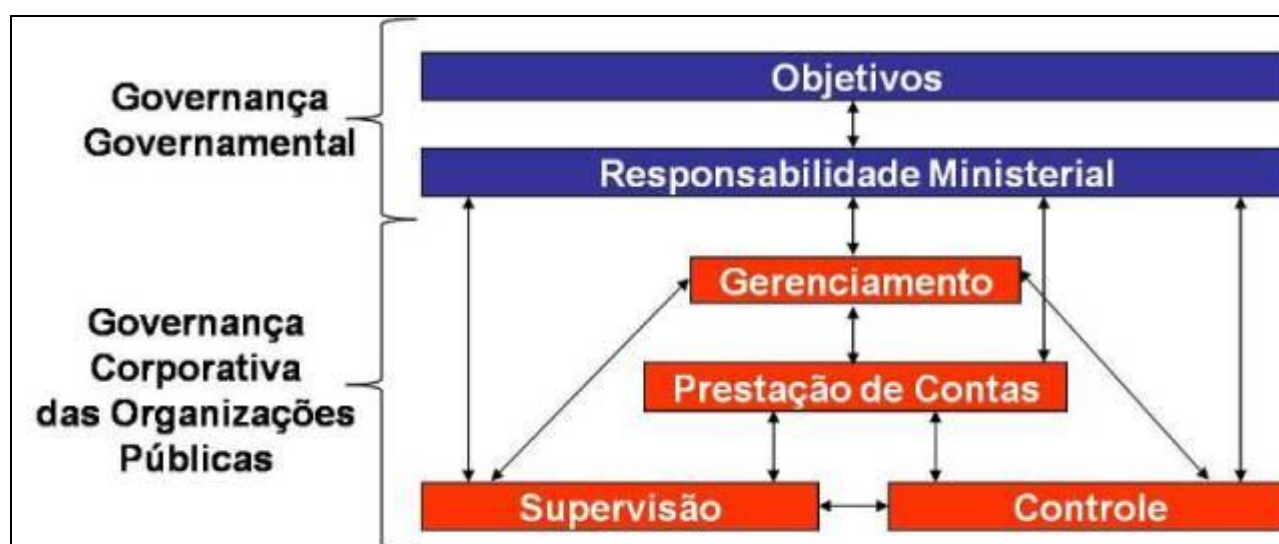 Governança
Governamental
Objetivos
Responsabilidade Ministerial
Governança
Corporativa
das Organizações
Públicas
Gerenciamento
Prestação de Contas
Supervisão
Controle